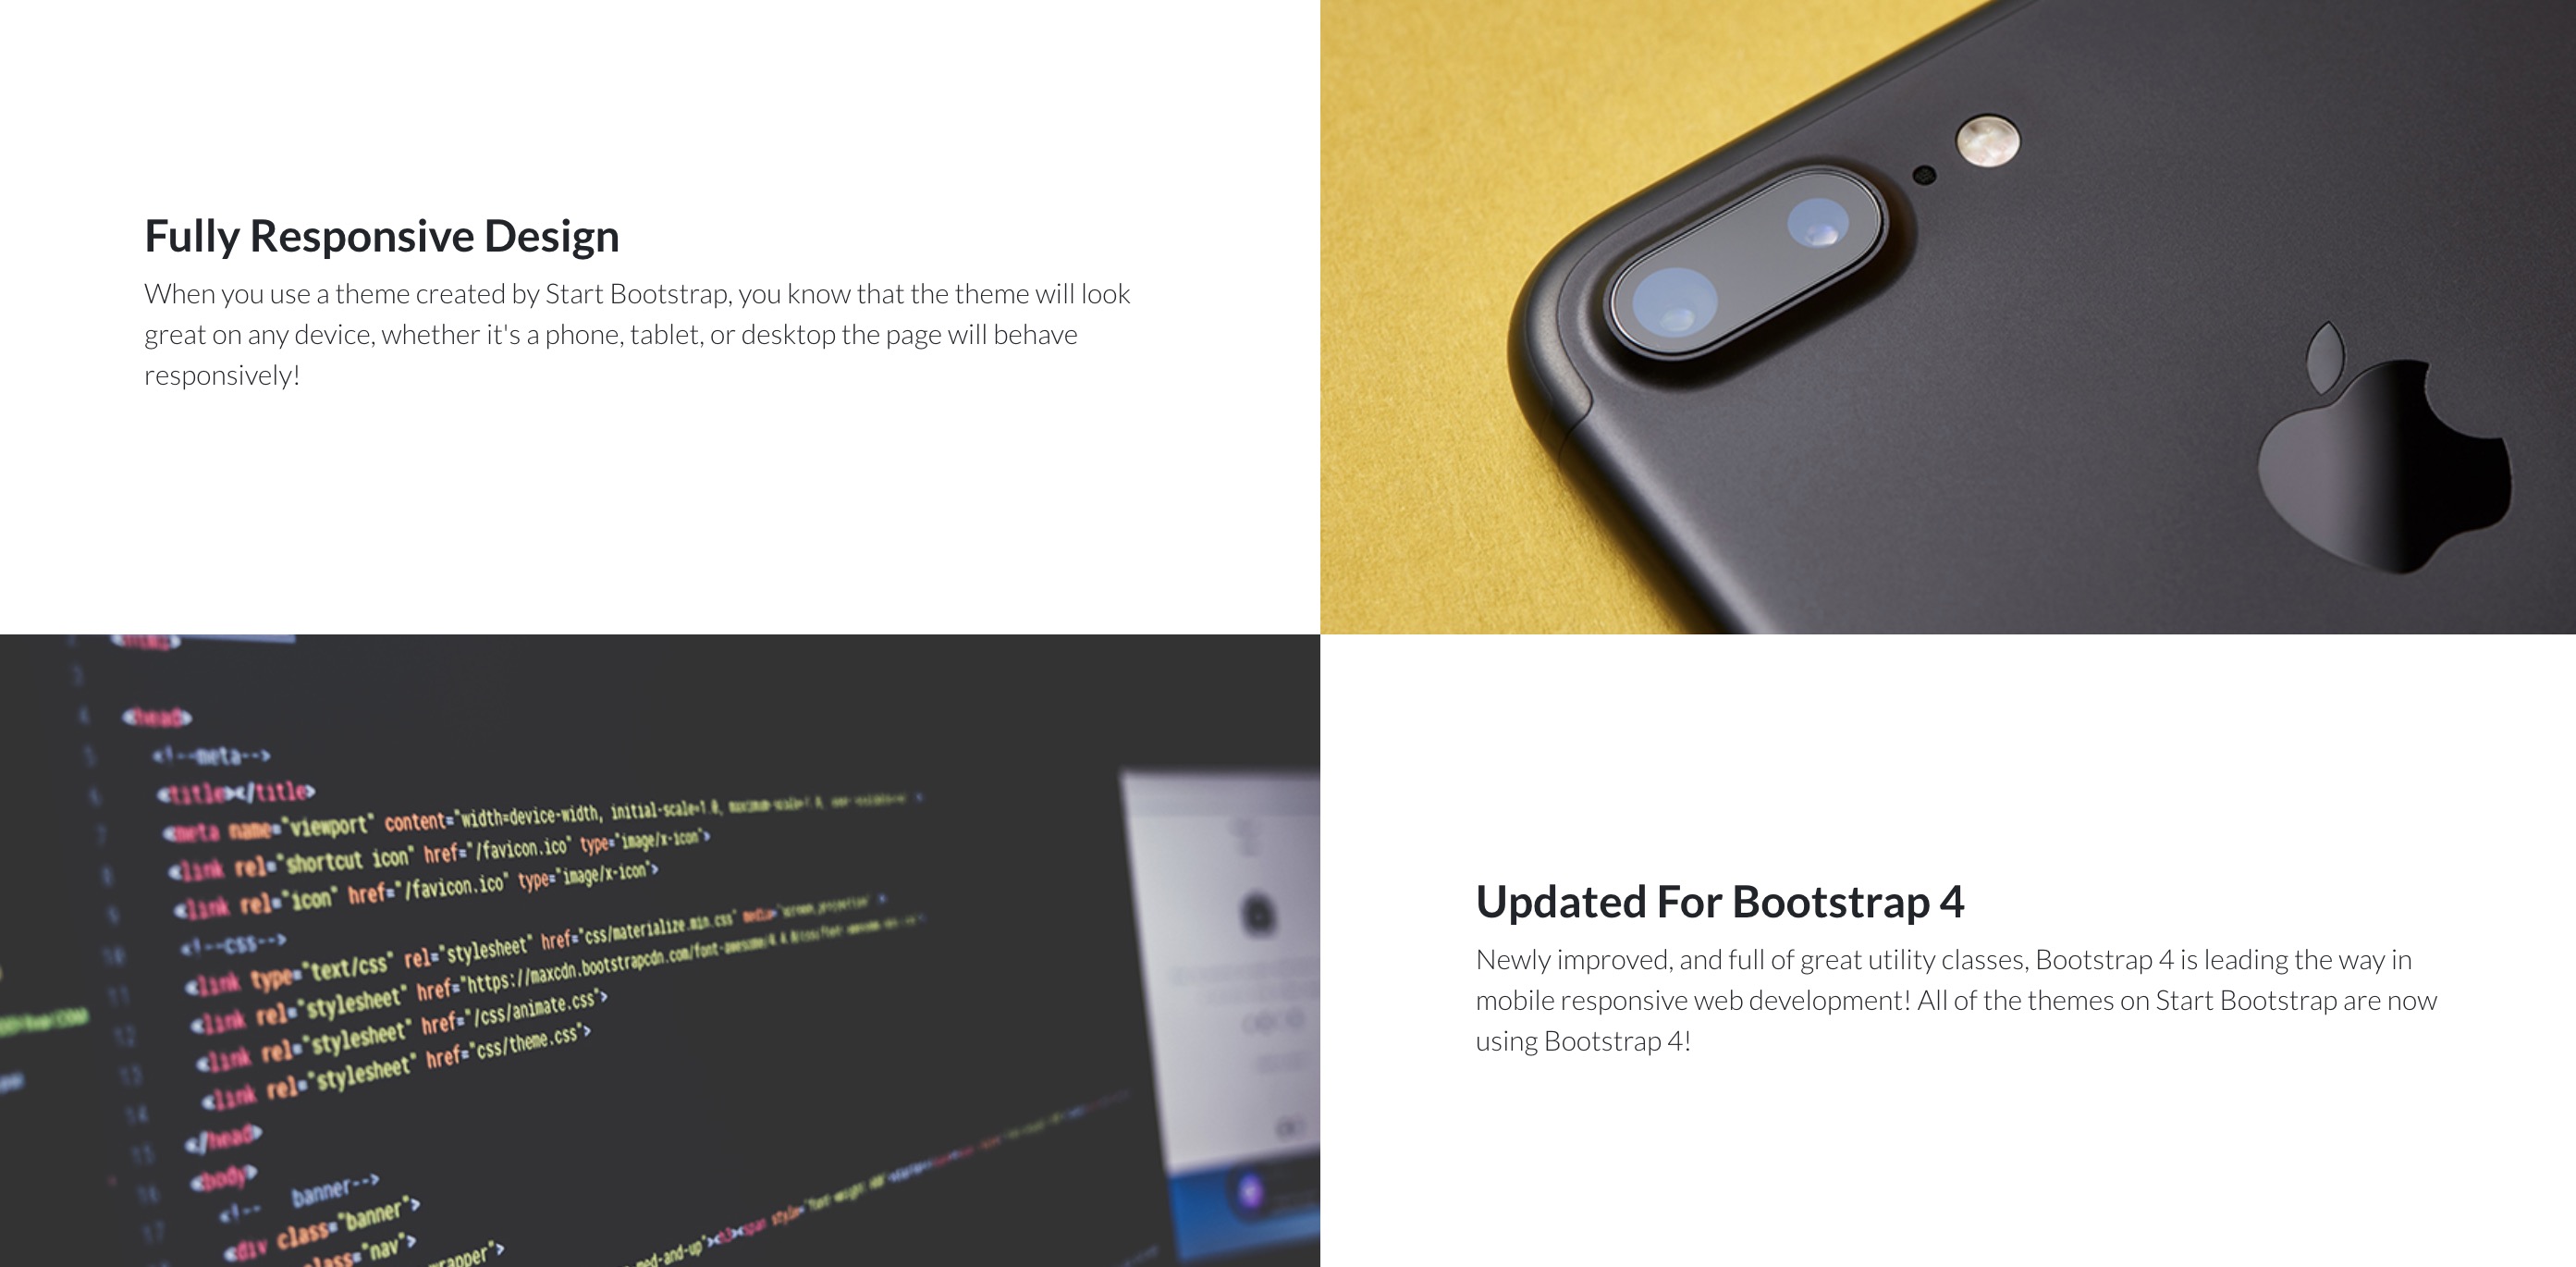 Fully Responsive Design
When you use a theme created by Start Bootstrap, you know that the theme will look
great on any device, whether it's a phone, tablet, or desktop the page will behave
responsively!
<head>
<!--meta-->
<title></title>
<meta name="viewport" content="width=device-width, initial-scale=1.0,
<link rel="shortcut icon" href="/favicon.ico" type="image/x-icon">
<link rel="icon" href="/favicon.ico" type="image/x-icon">
<!--css-->
<link type="text/css" rel="stylesheet" href="css/materialize.min.css"
<link rel="stylesheet" href="https://maxcdn.bootstrapcdn.com/font-awesome/
<link rel="stylesheet" href="/css/animate.css">
<link rel="stylesheet" href="css/theme.css">
</head>
<body>
<!-- banner-->
<div class="banner">
class="nav">
Updated For Bootstrap 4
Newly improved, and full of great utility classes, Bootstrap 4 is leading the way in
mobile responsive web development! All of the themes on Start Bootstrap are now
using Bootstrap 4!